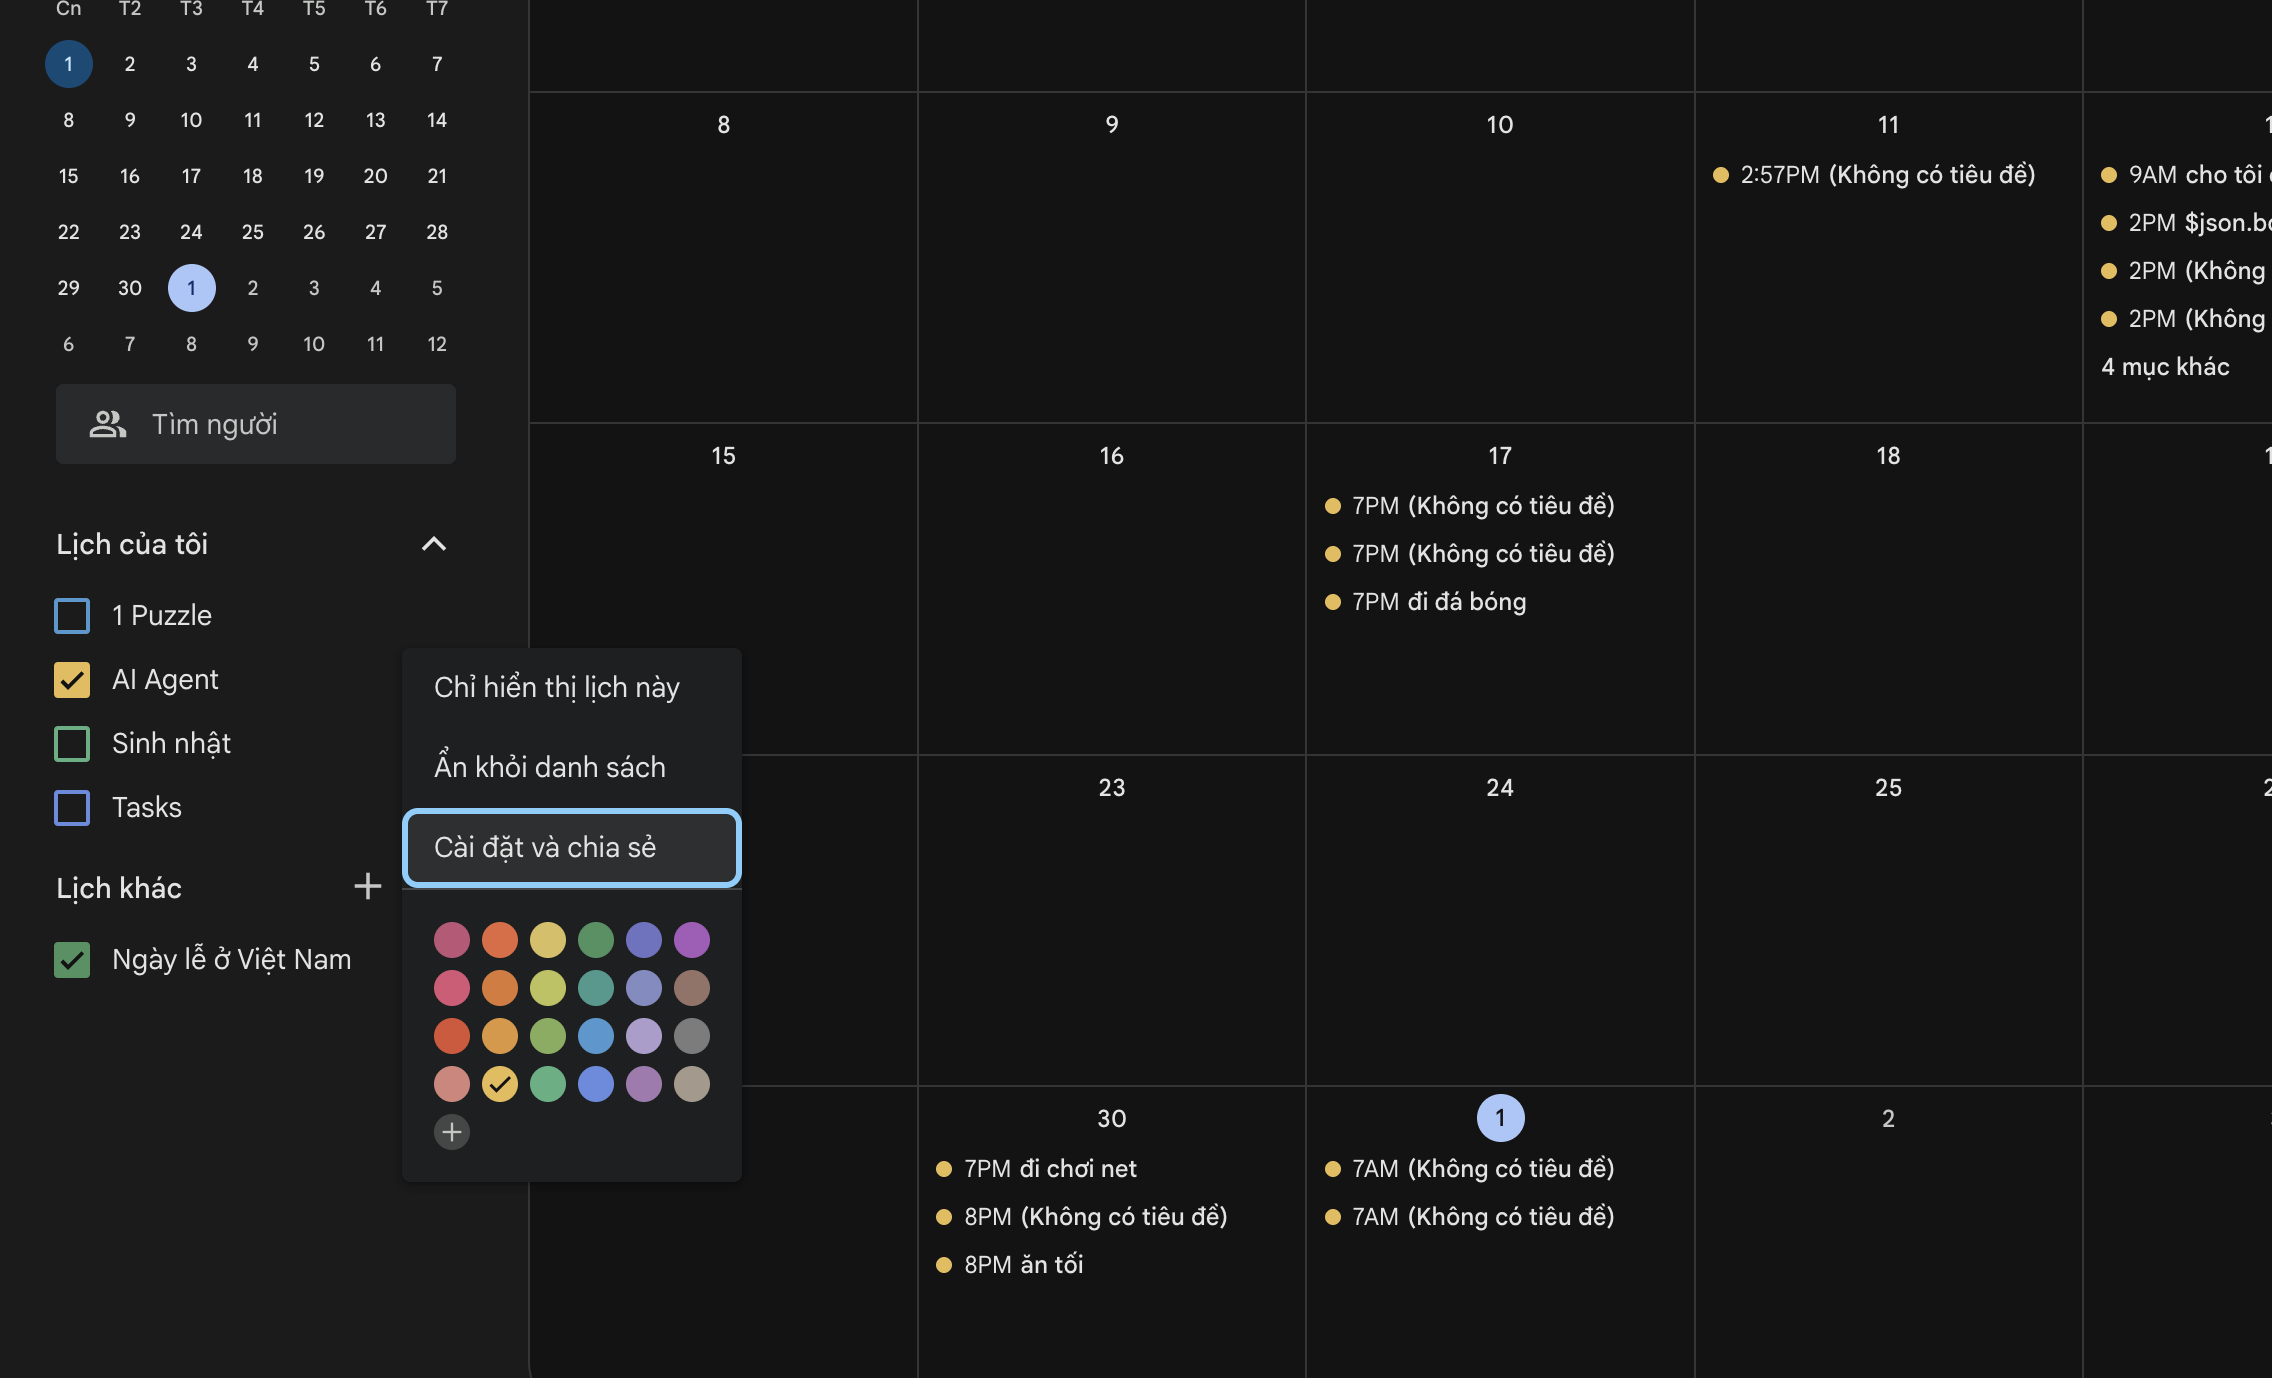 Cn T2 T3 T4 T5 T6 T7
1 2 3 4 5 6 7
8 9 10 11 12 13 14
15 16 17 18 19 20 21
22 23 24 25 26 27 28
29 30 1 2 3 4 5
6 7 8 9 10 11 12
Tìm người
Lịch của tôi
1 Puzzle
AI Agent
Sinh nhật
Tasks
Lịch khác
Ngày lễ ở Việt Nam
Chỉ hiển thị lịch này
Ẩn khỏi danh sách
Cài đặt và chia sẻ
8
9
10
11
2:57PM (Không có tiêu đề)
9AM cho tôi
2PM $json.bo
2PM (Không
2PM (Không
4 mục khác
15
16
17
7PM (Không có tiêu đề)
7PM (Không có tiêu đề)
7PM đi đá bóng
18
23
24
25
30
7PM đi chơi net
8PM (Không có tiêu đề)
8PM ăn tối
1
7AM (Không có tiêu đề)
7AM (Không có tiêu đề)
2